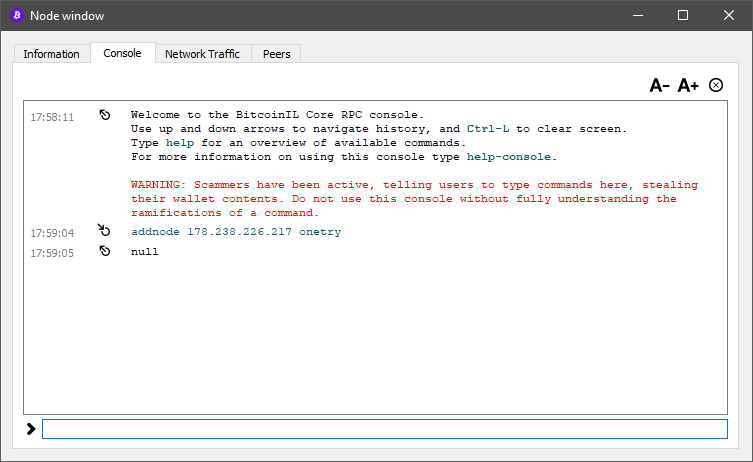 Node window
Information
Console
Network Traffic
Peers
A-
A+
17:58:11
Welcome to the BitcoinIL Core RPC console.
Use up and down arrows to navigate history, and Ctrl-L to clear screen.
Type help for an overview of available commands.
For more information on using this console type help-console.
WARNING: Scammers have been active, telling users to type commands here, stealing
their wallet contents. Do not use this console without fully understanding the
ramifications of a command.
17:59:04
addnode 178.238.226.217 onetry
17:59:05
null